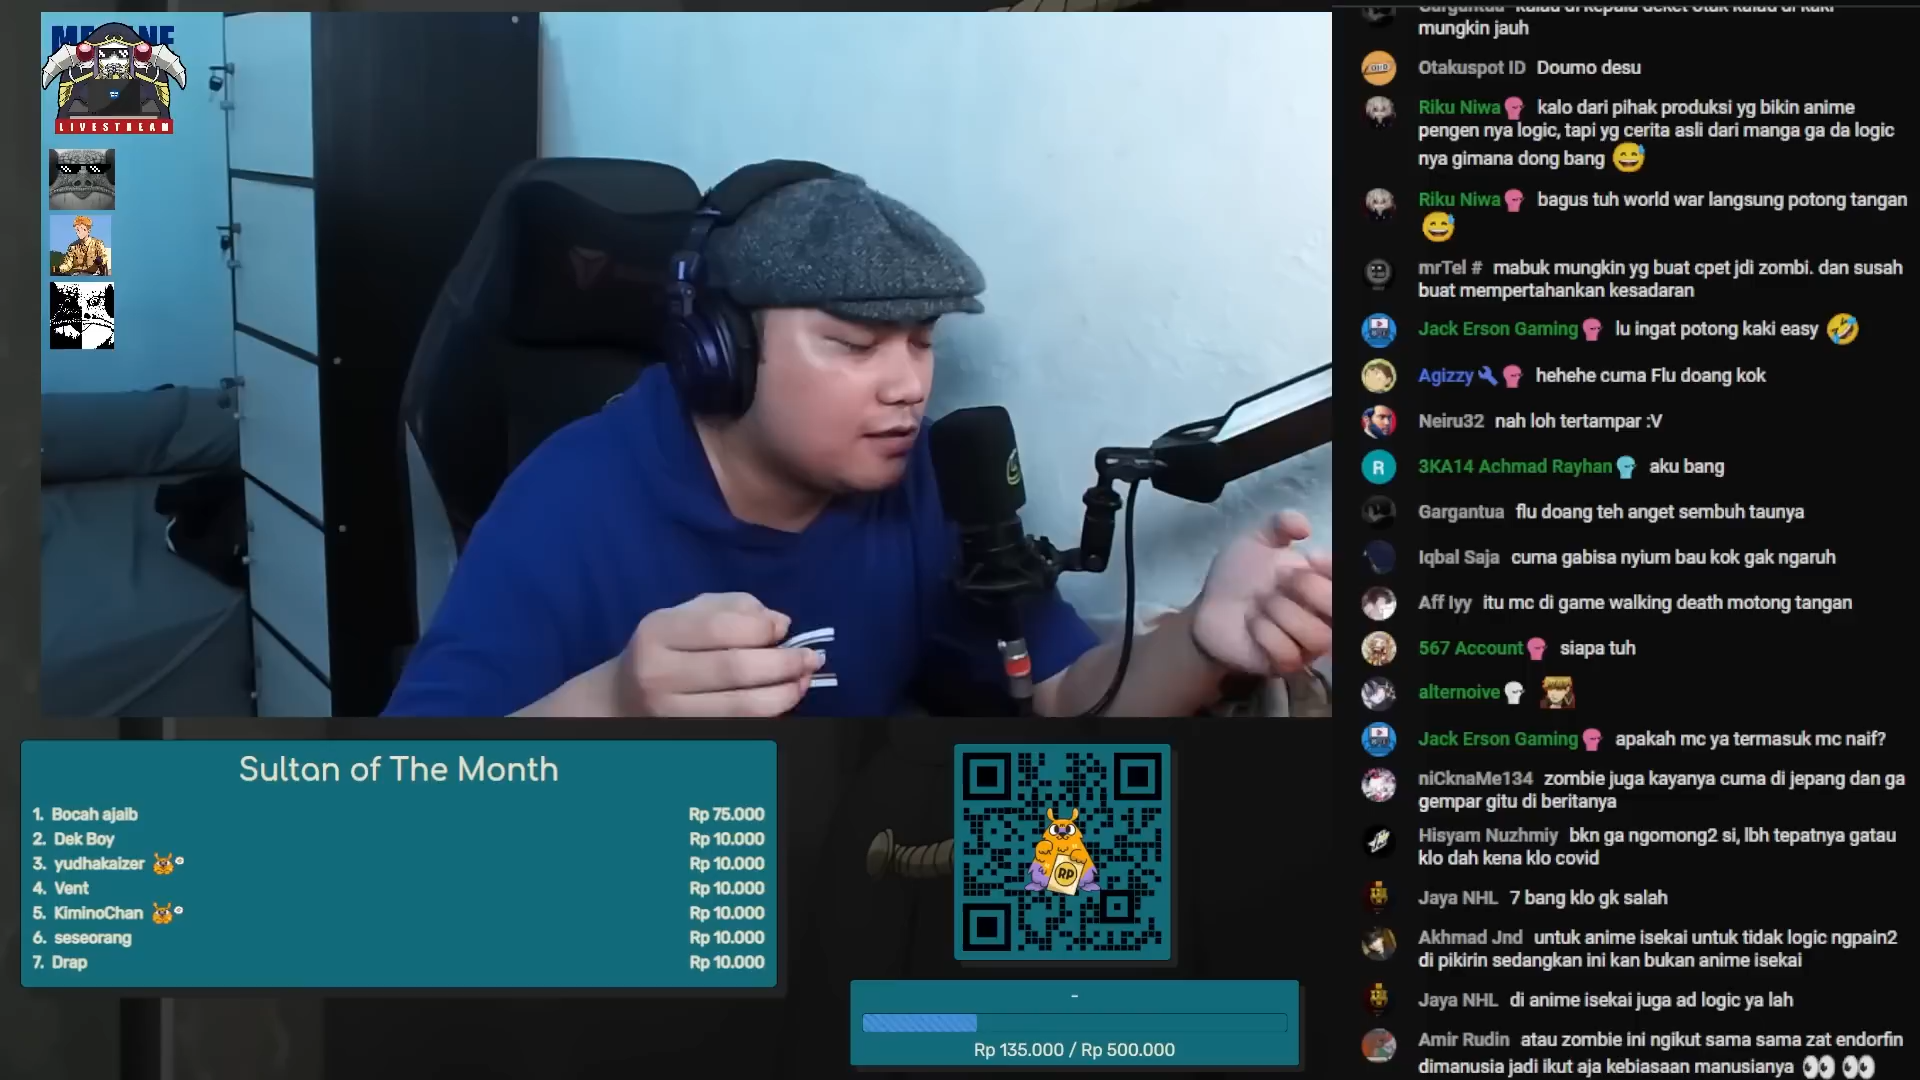 LIVESTREAM
mungkin jauh
Otakuspot ID Doumo desu
Riku Niwa kalo dari pihak produksi yg bikin anime
pengen nya logic, tapi yg cerita asli dari manga ga da logic
nya gimana dong bang 😅
Riku Niwa bagus tuh world war langsung potong tangan
😅
mrTel # mabuk mungkin yg buat cpet jdi zombi. dan susah
buat mempertahankan kesadaran
Jack Erson Gaming lu ingat potong kaki easy 🤣
Agizzy hehehe cuma Flu doang kok
Neiru32 nah loh tertampar :V
R 3KA14 Achmad Rayhan aku bang
Gargantua flu doang teh anget sembuh taunya
Iqbal Saja cuma gabisa nyium bau kok gak ngaruh
Aff Iyy itu mc di game walking death motong tangan
567 Account siapa tuh
alternoive
Jack Erson Gaming apakah mc ya termasuk mc naif?
niCknaMe134 zombie juga kayanya cuma di jepang dan ga
gempar gitu di beritanya
Hisyam Nuzhmiy bkn ga ngomong2 si, lbh tepatnya gatau
klo dah kena klo covid
Jaya NHL 7 bang klo gk salah
Akhmad Jnd untuk anime isekai untuk tidak logic ngpain2
di pikirin sedangkan ini kan bukan anime isekai
Jaya NHL di anime isekai juga ad logic ya lah
Amir Rudin atau zombie ini ngikut sama sama zat endorfin
dimanusia jadi ikut aja kebiasaan manusianya 👀 👀
Sultan of The Month
1. Bocah ajaib Rp 75.000
2. Dek Boy Rp 10.000
3. yudhakaizer Rp 10.000
4. Vent Rp 10.000
5. KiminoChan Rp 10.000
6. seseorang Rp 10.000
7. Drap Rp 10.000
RP
-
Rp 135.000 / Rp 500.000